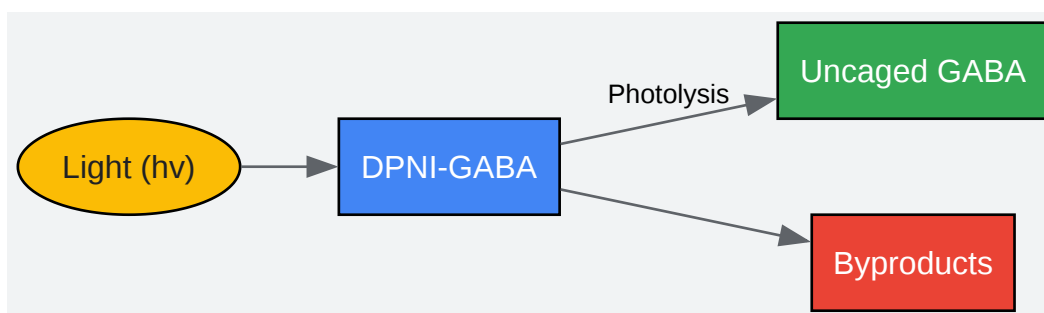 Uncaged GABA
Photolysis
Light (hv)
DPNI-GABA
Byproducts